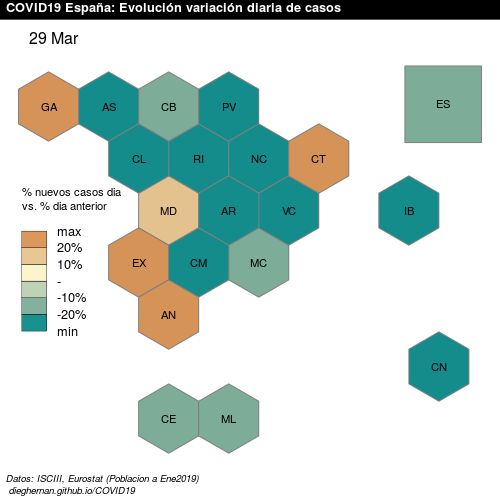 COVID19 España: Evolución variación diaria de casos
29 Mar
GA AS CB PV ES
CL RI NC CT
% nuevos casos dia
vs. % dia anterior
MD AR VC IB
max
20%
10%
-
-10%
-20%
min
EX CM MC
AN
CN
CE ML
Datos: ISCIII, Eurostat (Poblacion a Ene2019)
dieghernan.github.io/COVID19